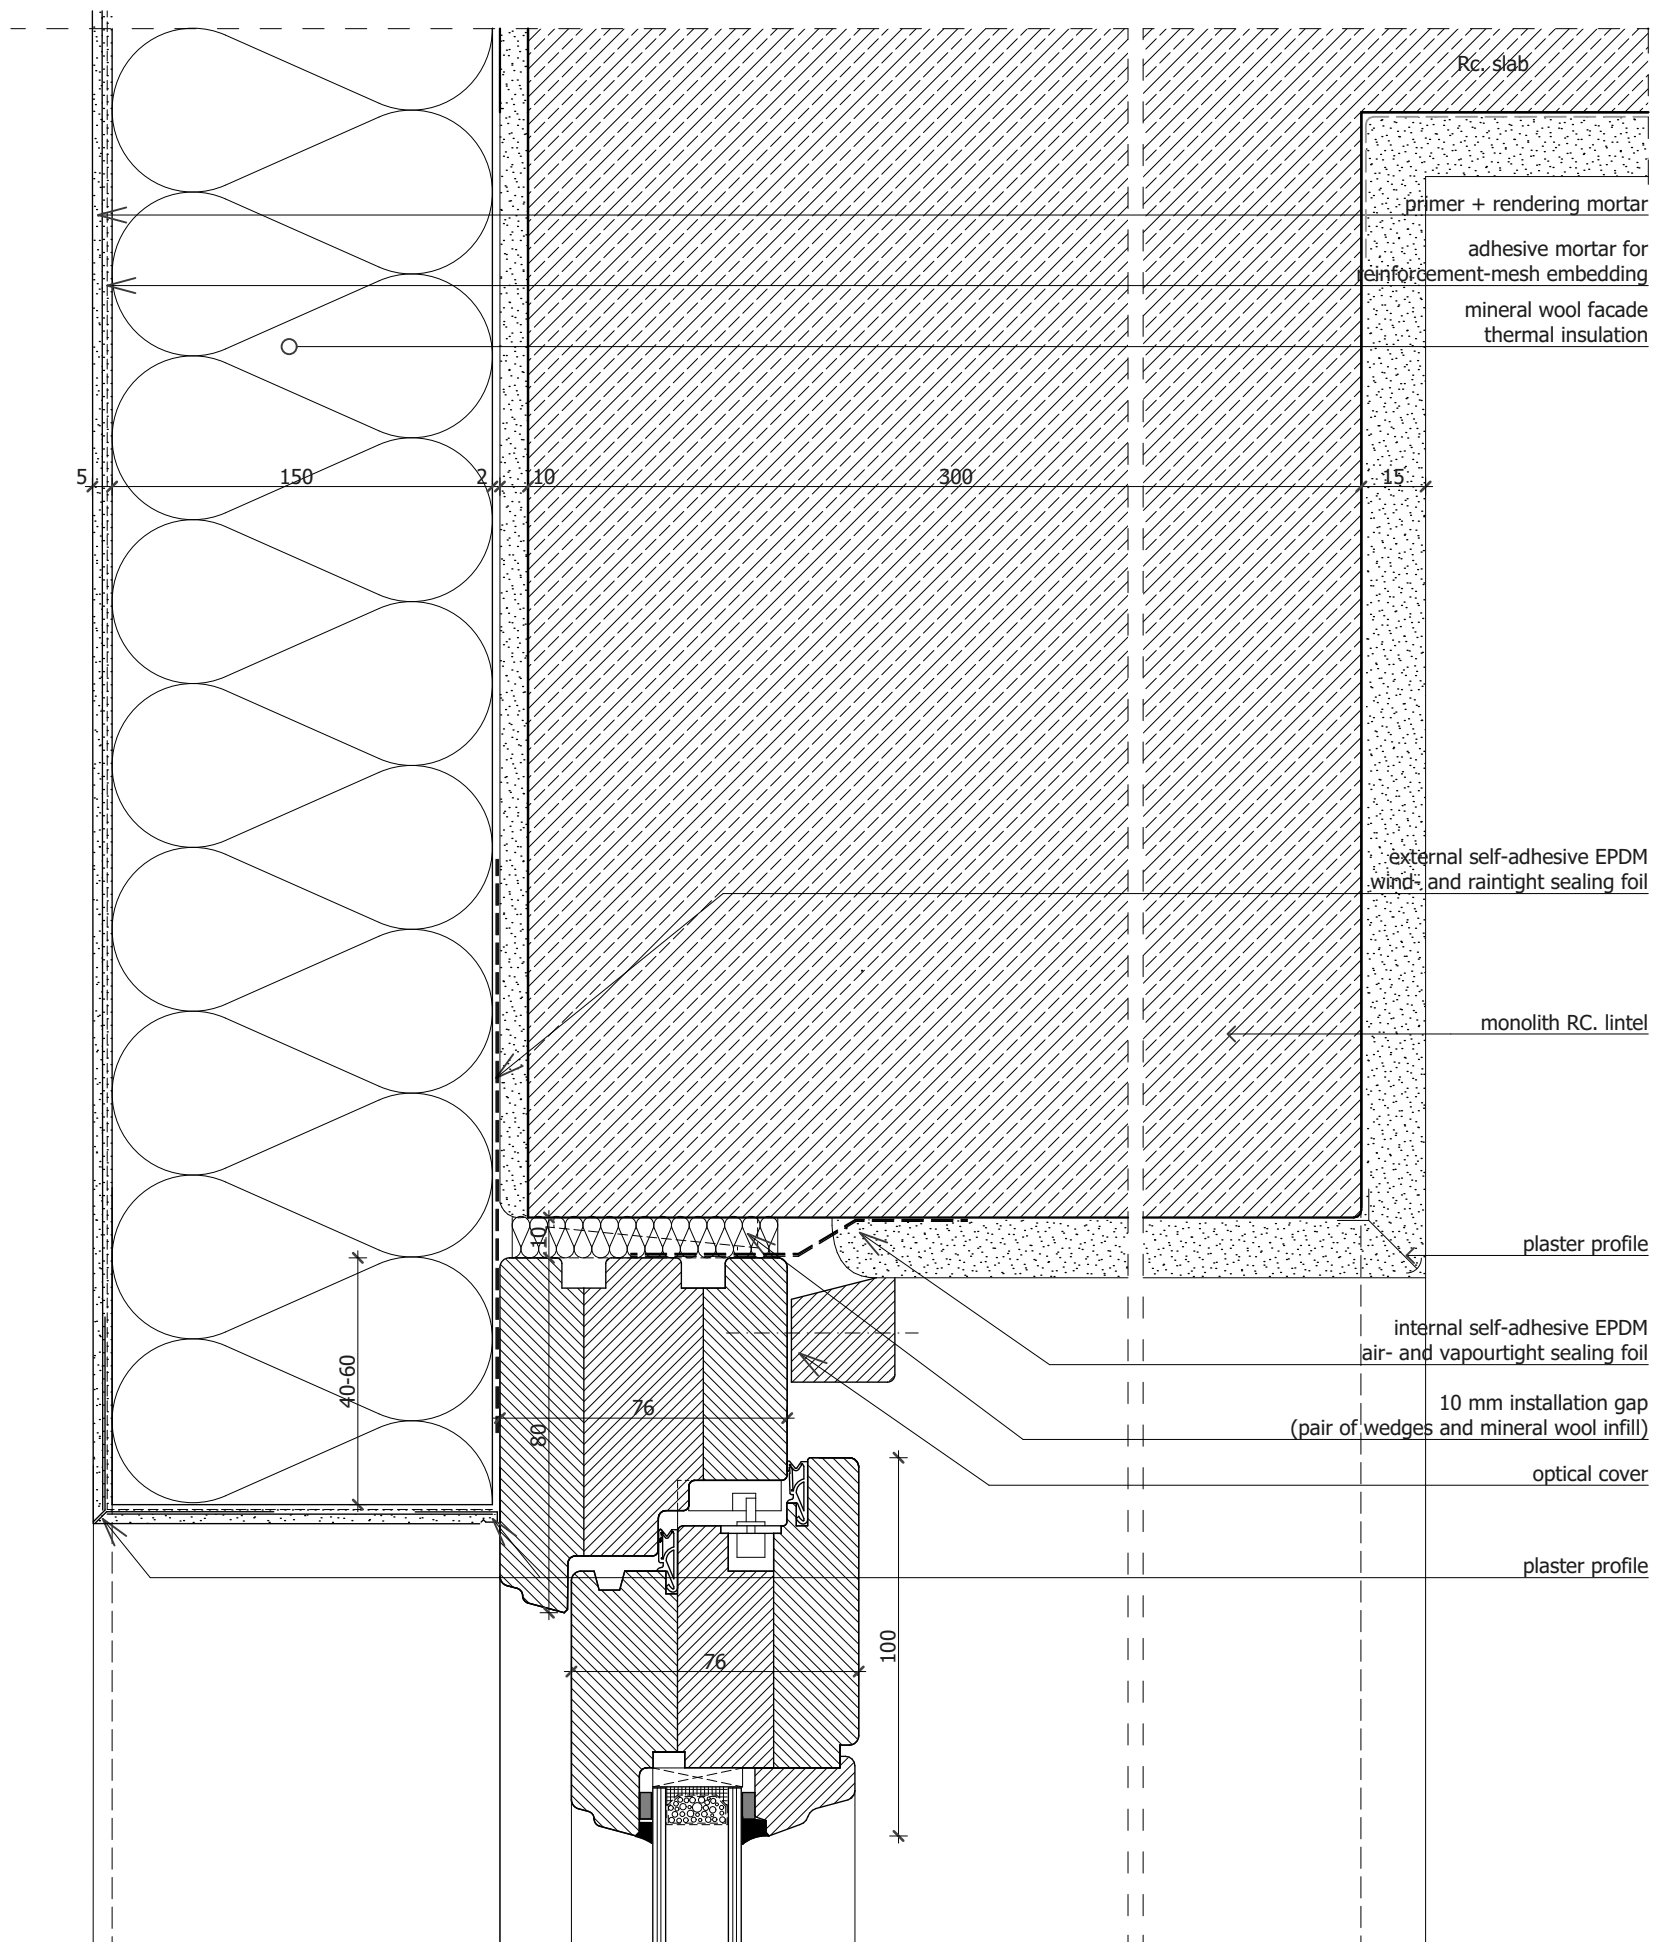 Rc. slab
primer + rendering mortar
adhesive mortar for
reinforcement-mesh embedding
mineral wool facade
thermal insulation
5 150 2 10 300 15
external self-adhesive EPDM
wind- and raintight sealing foil
monolith RC. lintel
10
plaster profile
internal self-adhesive EPDM
air- and vapourtight sealing foil
40-60
10 mm installation gap
(pair of wedges and mineral wool infill)
76
80
optical cover
plaster profile
100
76